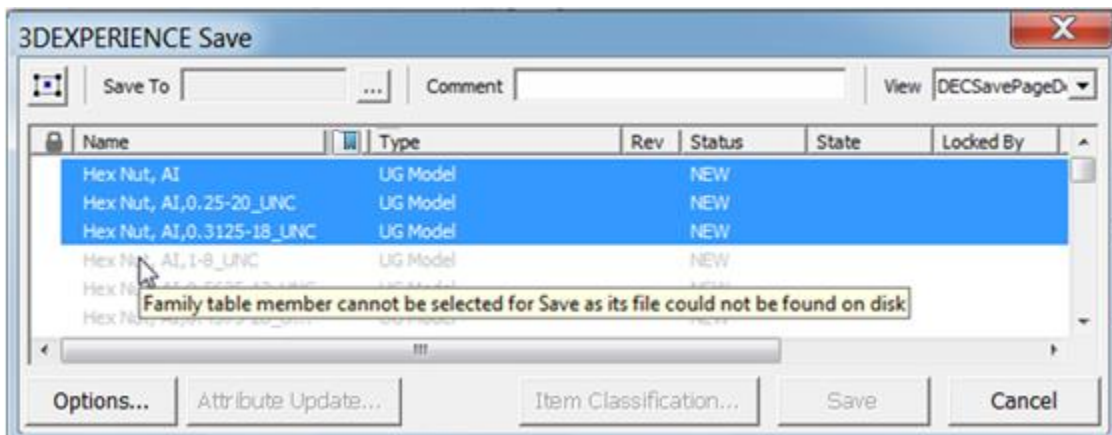 3DEXPERIENCE Save
Save To ... Comment View DECSavePageD
Name Type Rev Status State Locked By
Hex Nut, AI UG Model NEW
Hex Nut, AI,0.25-20_UNC UG Model NEW
Hex Nut, AI,0.3125-18_UNC UG Model NEW
Hex Nut, AI,1-8_UNC UG Model NEW
Hex
Family table member cannot be selected for Save as its file could not be found on disk
Hex
Options... Attribute Update... Item Classification... Save Cancel